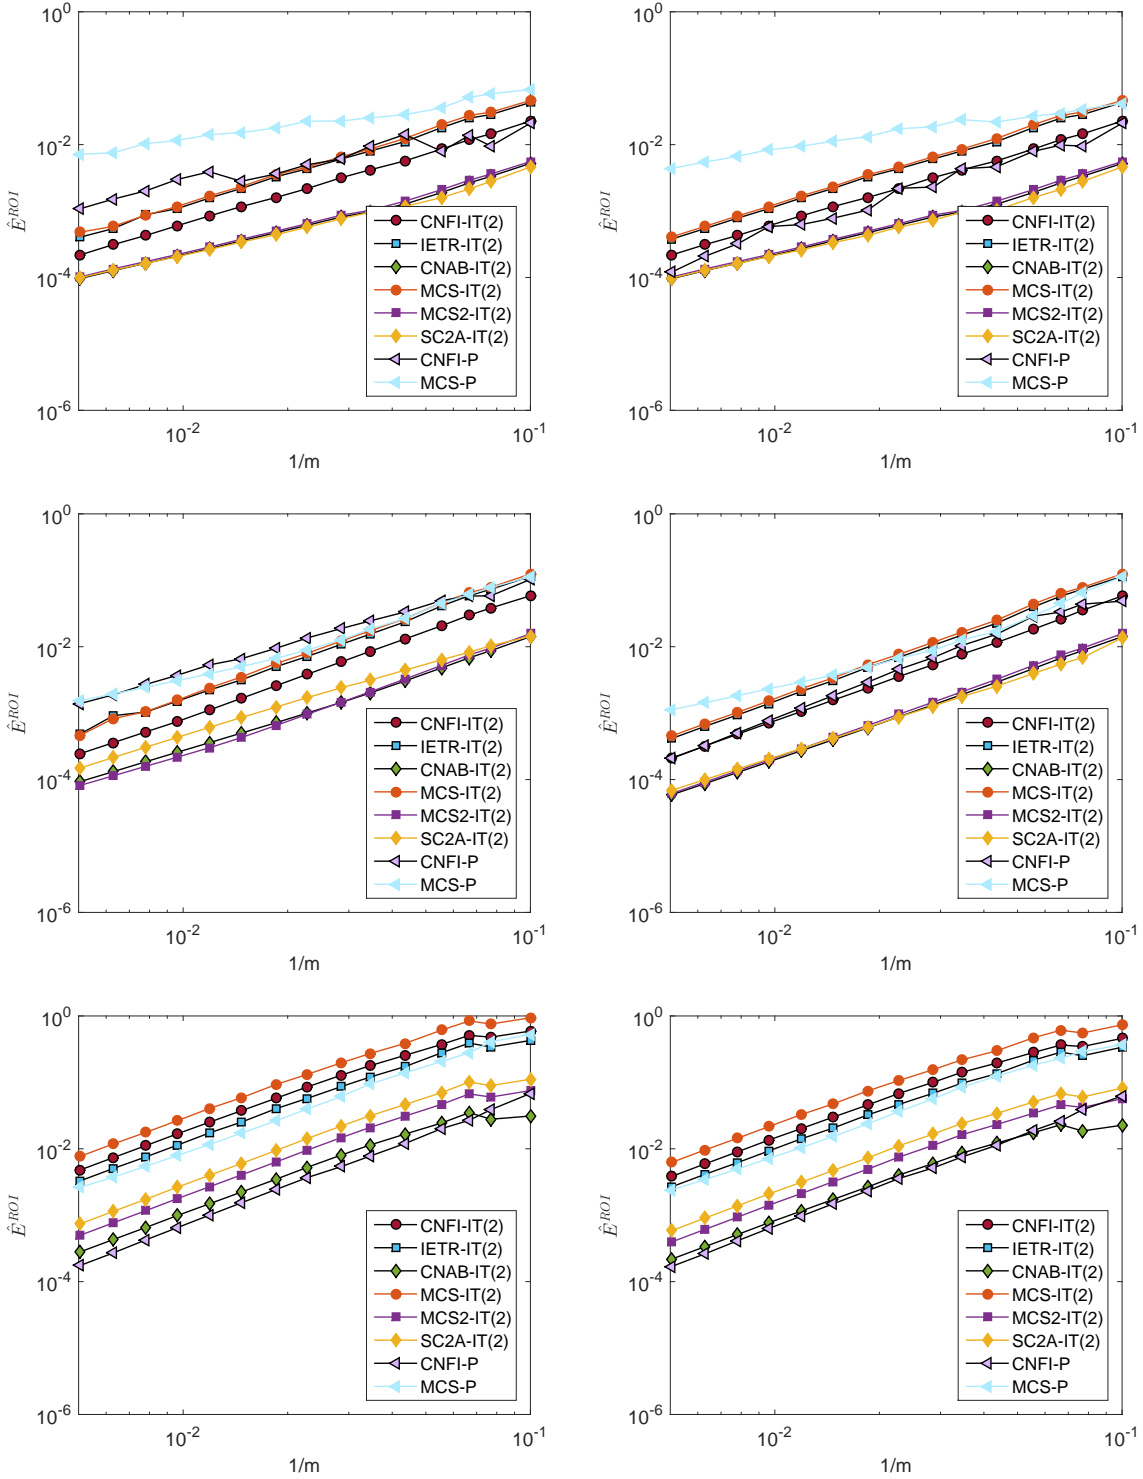 10^0
10^-2
10^-4
10^-6
Ê^ROI
10^-2
10^-1
1/m
CNFI-IT(2)
IETR-IT(2)
CNAB-IT(2)
MCS-IT(2)
MCS2-IT(2)
SC2A-IT(2)
CNFI-P
MCS-P
10^0
10^-2
10^-4
10^-6
Ê^ROI
10^-2
10^-1
1/m
CNFI-IT(2)
IETR-IT(2)
CNAB-IT(2)
MCS-IT(2)
MCS2-IT(2)
SC2A-IT(2)
CNFI-P
MCS-P
10^0
10^-2
10^-4
10^-6
Ê^ROI
10^-2
10^-1
1/m
CNFI-IT(2)
IETR-IT(2)
CNAB-IT(2)
MCS-IT(2)
MCS2-IT(2)
SC2A-IT(2)
CNFI-P
MCS-P
10^0
10^-2
10^-4
10^-6
Ê^ROI
10^-2
10^-1
1/m
CNFI-IT(2)
IETR-IT(2)
CNAB-IT(2)
MCS-IT(2)
MCS2-IT(2)
SC2A-IT(2)
CNFI-P
MCS-P
10^0
10^-2
10^-4
10^-6
Ê^ROI
10^-2
10^-1
1/m
CNFI-IT(2)
IETR-IT(2)
CNAB-IT(2)
MCS-IT(2)
MCS2-IT(2)
SC2A-IT(2)
CNFI-P
MCS-P
10^0
10^-2
10^-4
10^-6
Ê^ROI
10^-2
10^-1
1/m
CNFI-IT(2)
IETR-IT(2)
CNAB-IT(2)
MCS-IT(2)
MCS2-IT(2)
SC2A-IT(2)
CNFI-P
MCS-P